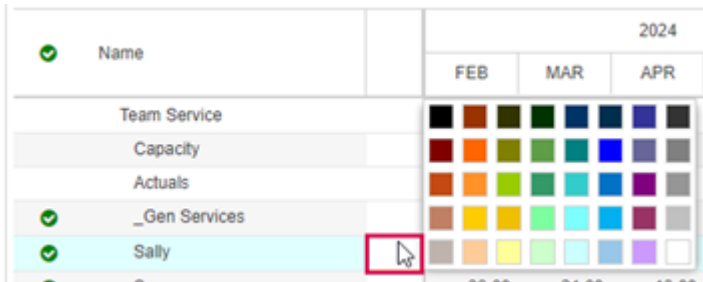 2024
Name
FEB MAR APR
Team Service
Capacity
Actuals
_Gen Services
Sally